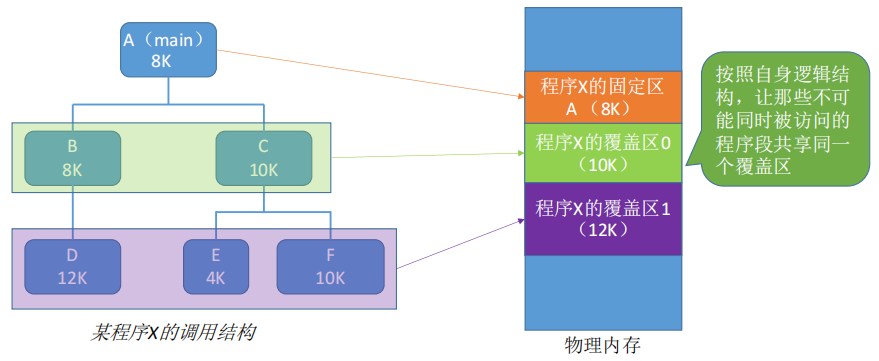 A（main）
8K
B
8K
C
10K
D
12K
E
4K
F
10K
某程序X的调用结构
程序X的固定区
A（8K）
程序X的覆盖区0
（10K）
程序X的覆盖区1
（12K）
物理内存
按照自身逻辑结
构，让那些不可
能同时被访问的
程序段共享同一
个覆盖区